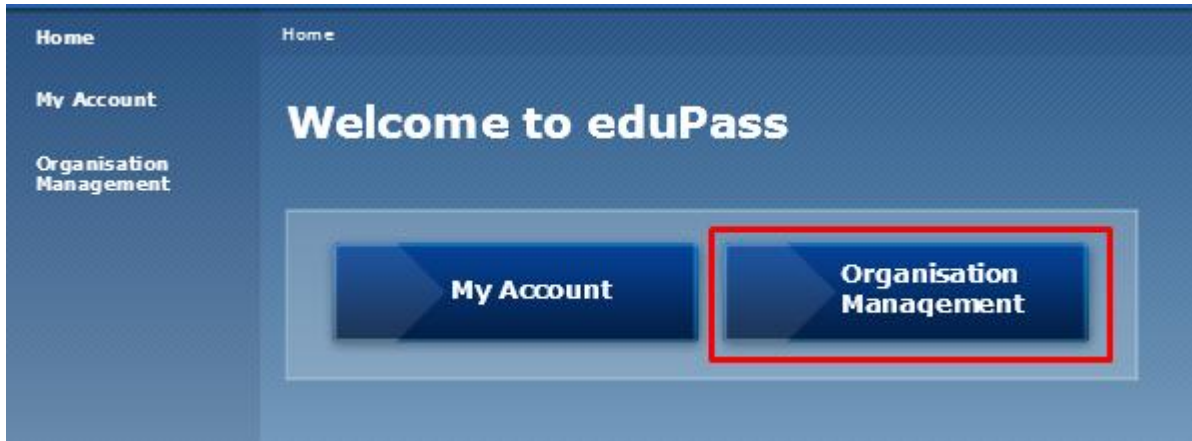 Home
My Account
Organisation
Management
Home
Welcome to eduPass
My Account
Organisation
Management